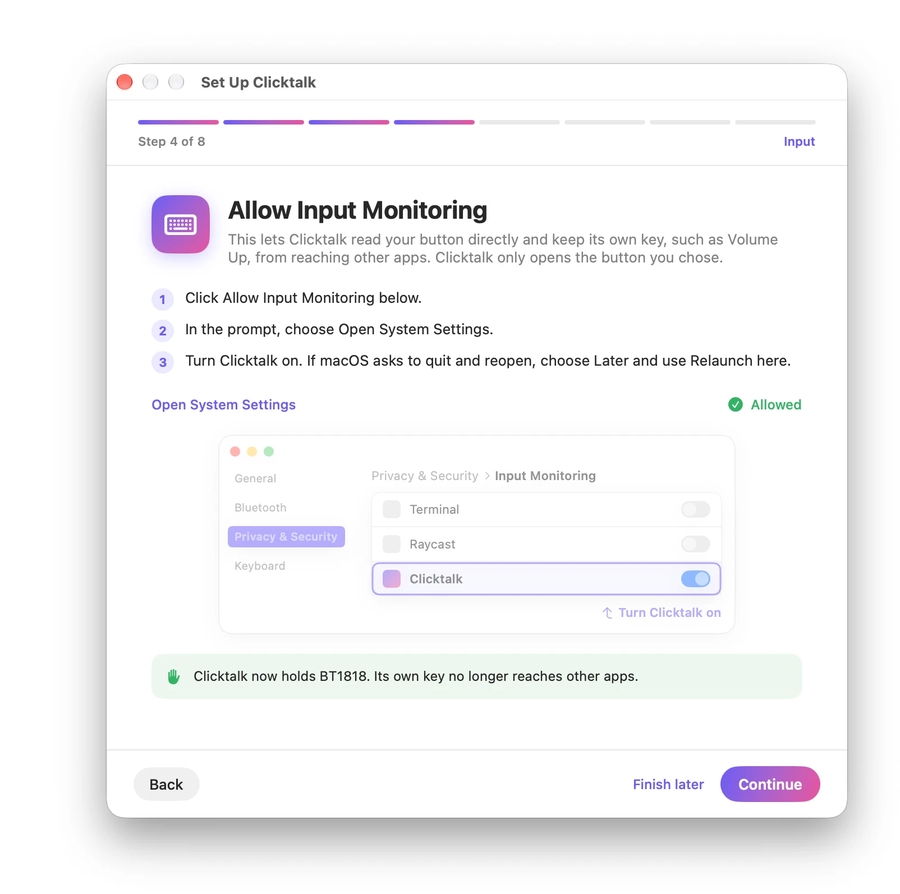 Set Up Clicktalk
Step 4 of 8
Input
Allow Input Monitoring
This lets Clicktalk read your button directly and keep its own key, such as Volume
Up, from reaching other apps. Clicktalk only opens the button you chose.
1 Click Allow Input Monitoring below.
2 In the prompt, choose Open System Settings.
3 Turn Clicktalk on. If macOS asks to quit and reopen, choose Later and use Relaunch here.
Open System Settings
Allowed
General
Bluetooth
Privacy & Security
Keyboard
Privacy & Security > Input Monitoring
Terminal
Raycast
Clicktalk
↑ Turn Clicktalk on
Clicktalk now holds BT1818. Its own key no longer reaches other apps.
Back
Finish later
Continue